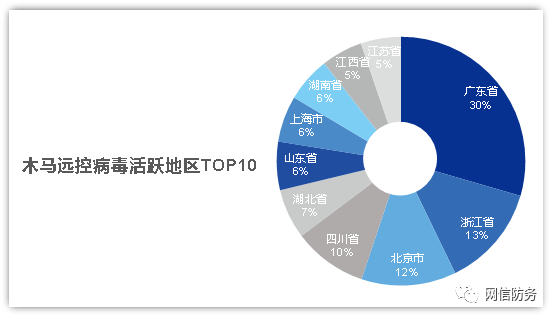 木马远控病毒活跃地区TOP10
广东省
30%
浙江省
13%
北京市
12%
四川省
10%
湖北省
7%
山东省
6%
上海市
6%
湖南省
6%
江西省
5%
江苏省
5%
网信防务